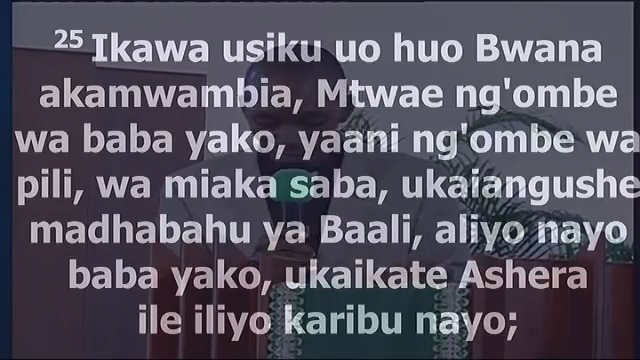 25 Ikawa usiku uo huo Bwana
akamwambia, Mtwae ng'ombe
wa baba yako, yaani ng'ombe wa
pili, wa miaka saba, ukaiangushe
madhabahu ya Baali, aliyo nayo
baba yako, ukaikate Ashera
ile iliyo karibu nayo;